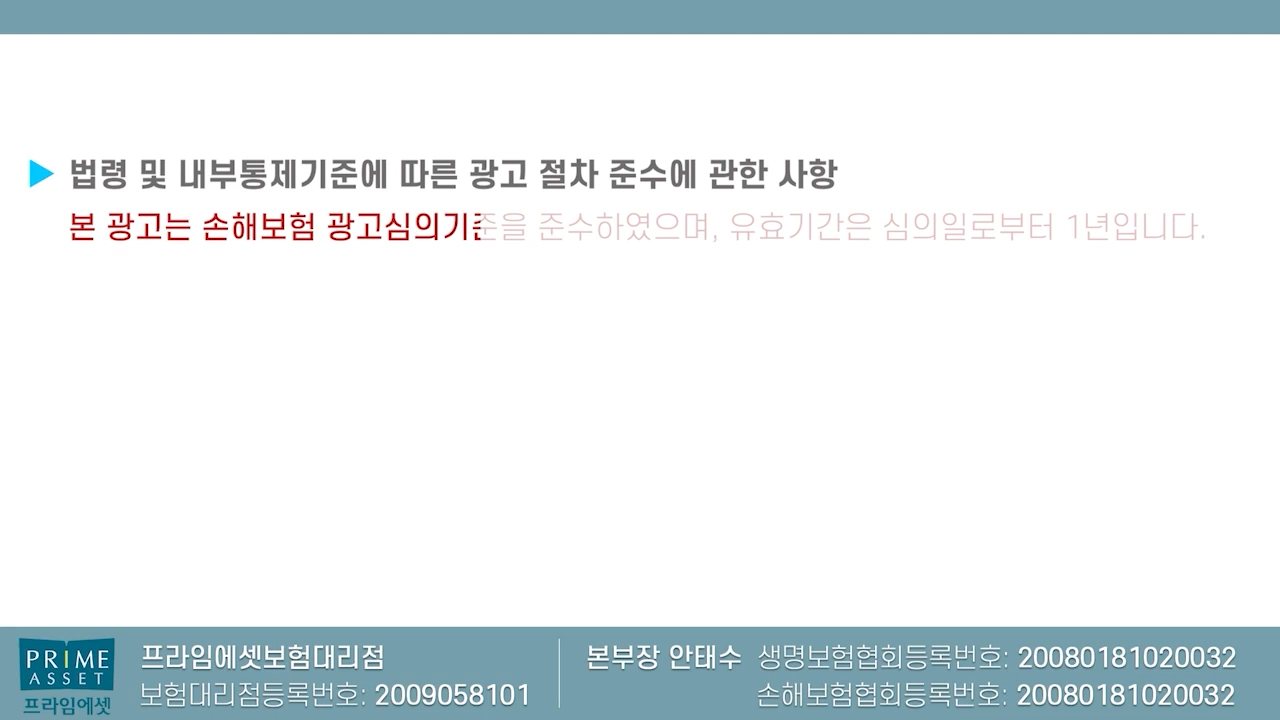 ▶ 법령 및 내부통제기준에 따른 광고 절차 준수에 관한 사항
본 광고는 손해보험 광고심의기준을 준수하였으며, 유효기간은 심의일로부터 1년입니다.
PRIME
ASSET
프라임에셋
프라임에셋보험대리점
보험대리점등록번호: 2009058101
본부장 안태수 생명보험협회등록번호: 20080181020032
손해보험협회등록번호: 20080181020032